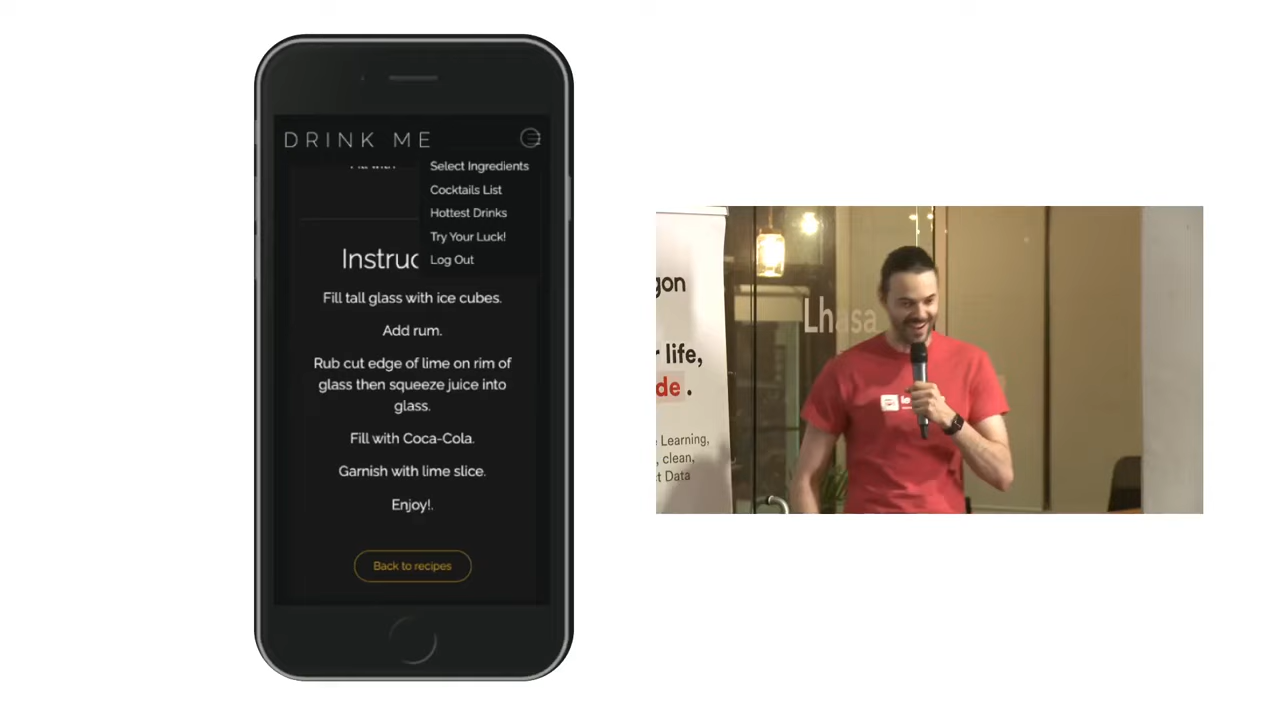 DRINK ME
Select Ingredients
Cocktails List
Hottest Drinks
Try Your Luck!
Log Out
Instruc
Fill tall glass with ice cubes.
Add rum.
Rub cut edge of lime on rim of
glass then squeeze juice into
glass.
Fill with Coca-Cola.
Garnish with lime slice.
Enjoy!.
Back to recipes
gon
r life,
de .
e Learning,
, clean,
ct Data
Lhasa